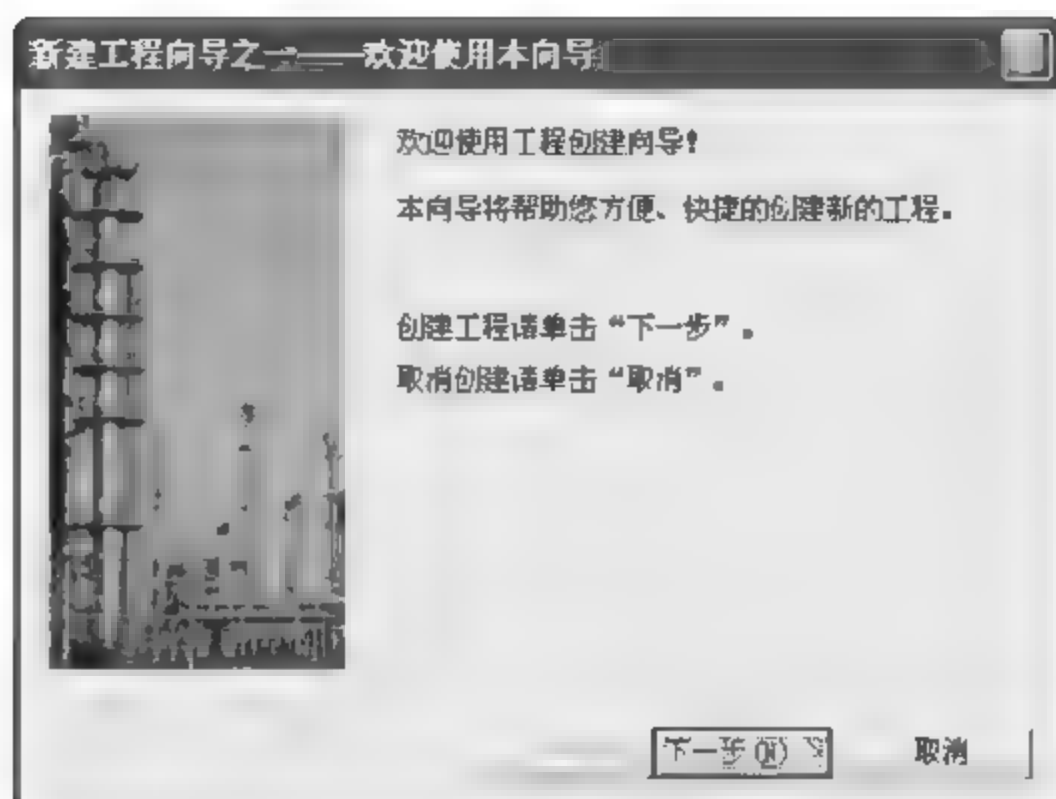 新建工程向导之一——欢迎使用本向导
欢迎使用工程创建向导！
本向导将帮助您方便、快捷的创建新的工程。
创建工程请单击“下一步”。
取消创建请单击“取消”。
下一步(N) >
取消